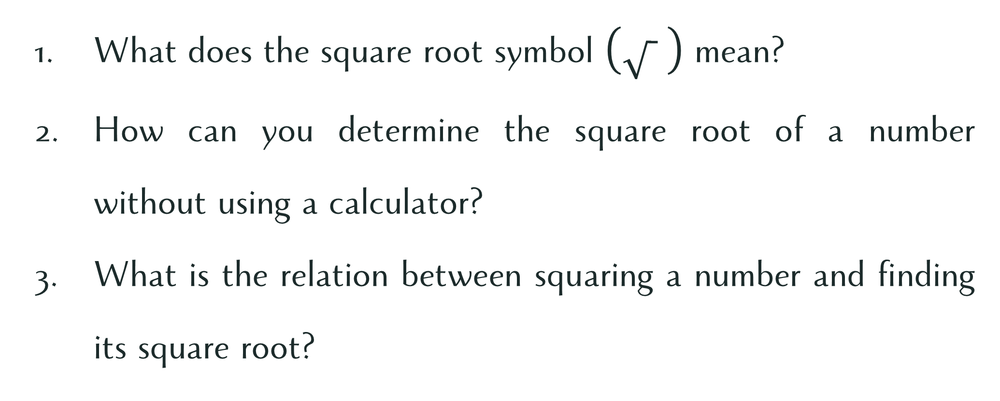 1. What does the square root symbol (√ ) mean?
2. How can you determine the square root of a number
without using a calculator?
3. What is the relation between squaring a number and finding
its square root?